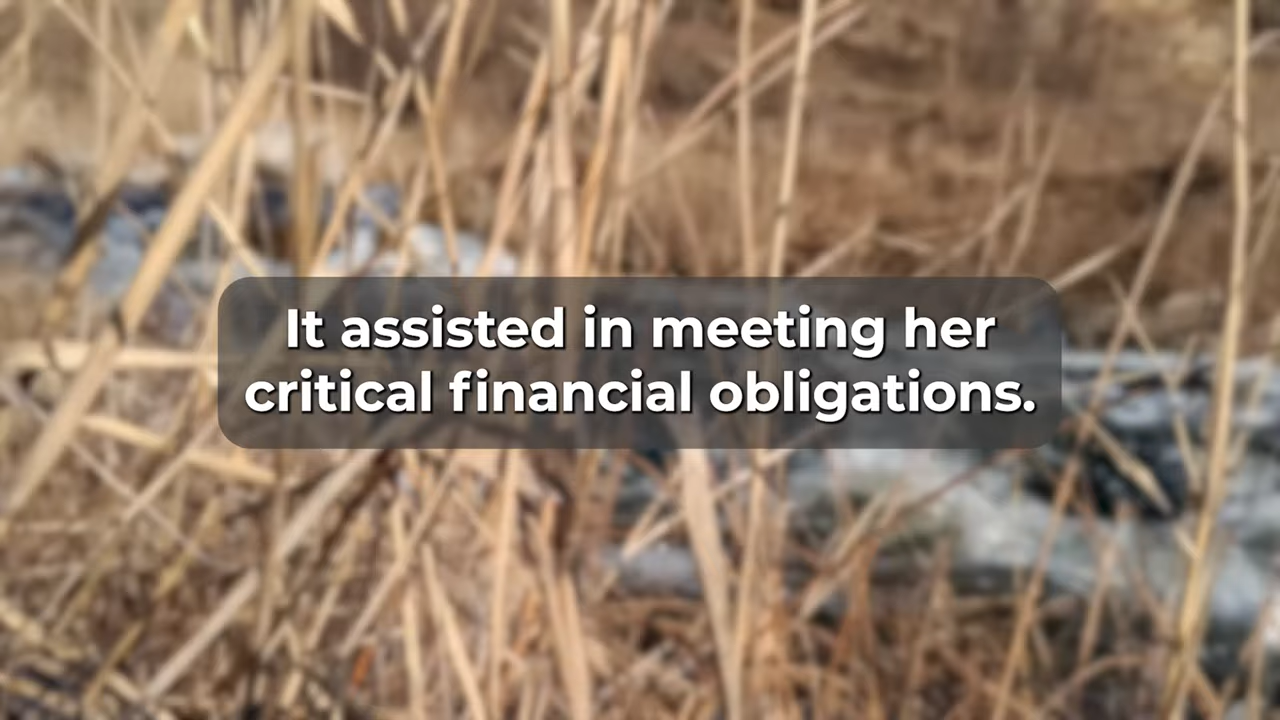 It assisted in meeting her
critical financial obligations.